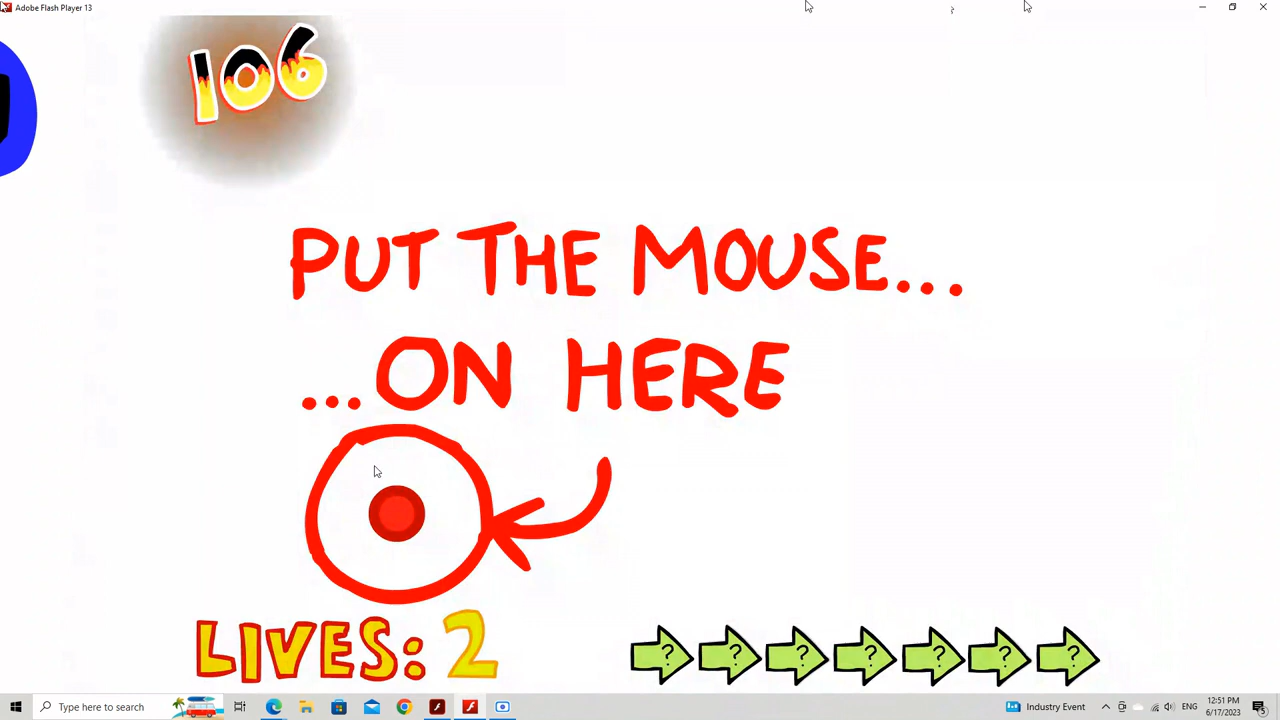 Adobe Flash Player 13
106
PUT THE MOUSE...
...ON HERE
LIVES: 2
? ? ? ? ? ? ?
Type here to search
Industry Event
ENG
12:51 PM
6/17/2023